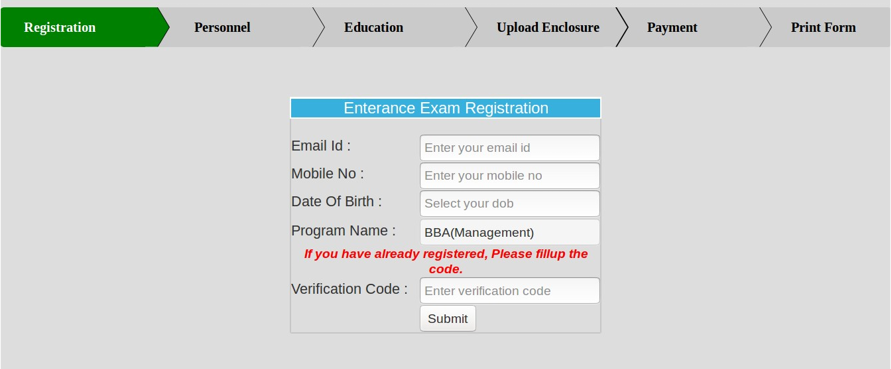 Registration Personnel Education Upload Enclosure Payment Print Form
Enterance Exam Registration
Email Id : Enter your email id
Mobile No : Enter your mobile no
Date Of Birth : Select your dob
Program Name : BBA(Management)
If you have already registered, Please fillup the
code.
Verification Code : Enter verification code
Submit